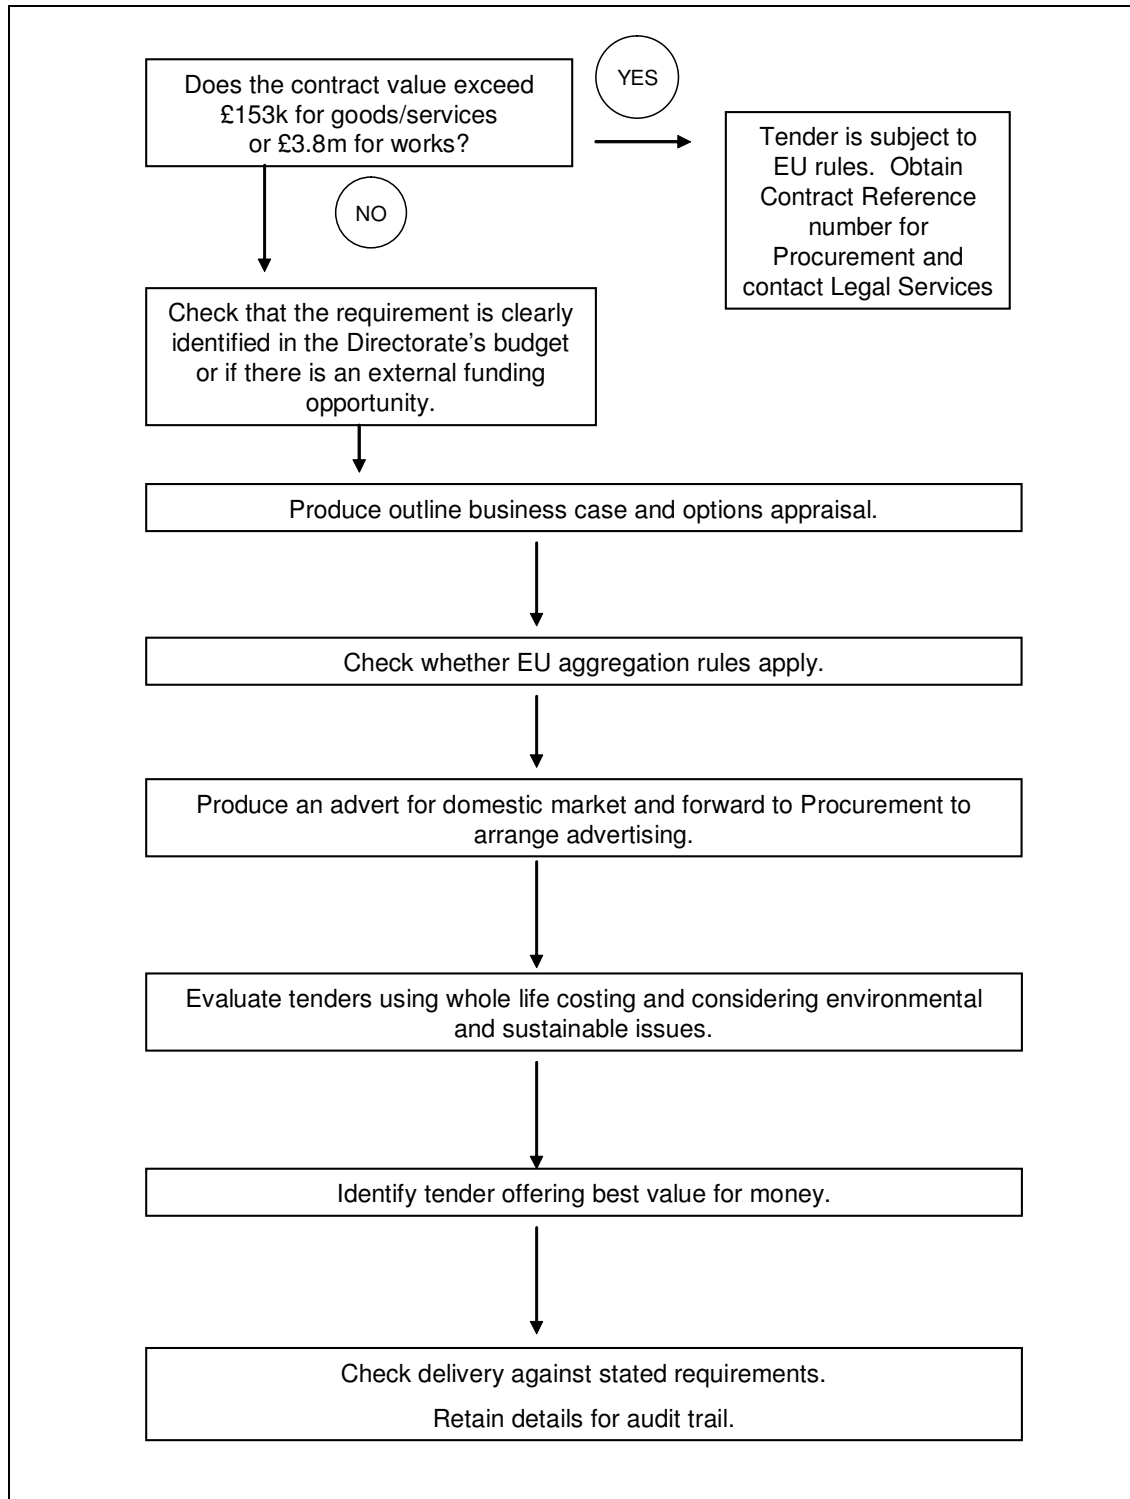 Does the contract value exceed
£153k for goods/services
or £3.8m for works?
YES
Tender is subject to
EU rules.  Obtain
Contract Reference
number for
Procurement and
contact Legal Services
NO
Check that the requirement is clearly
identified in the Directorate’s budget
or if there is an external funding
opportunity.
Produce outline business case and options appraisal.
Check whether EU aggregation rules apply.
Produce an advert for domestic market and forward to Procurement to
arrange advertising.
Evaluate tenders using whole life costing and considering environmental
and sustainable issues.
Identify tender offering best value for money.
Check delivery against stated requirements.
Retain details for audit trail.